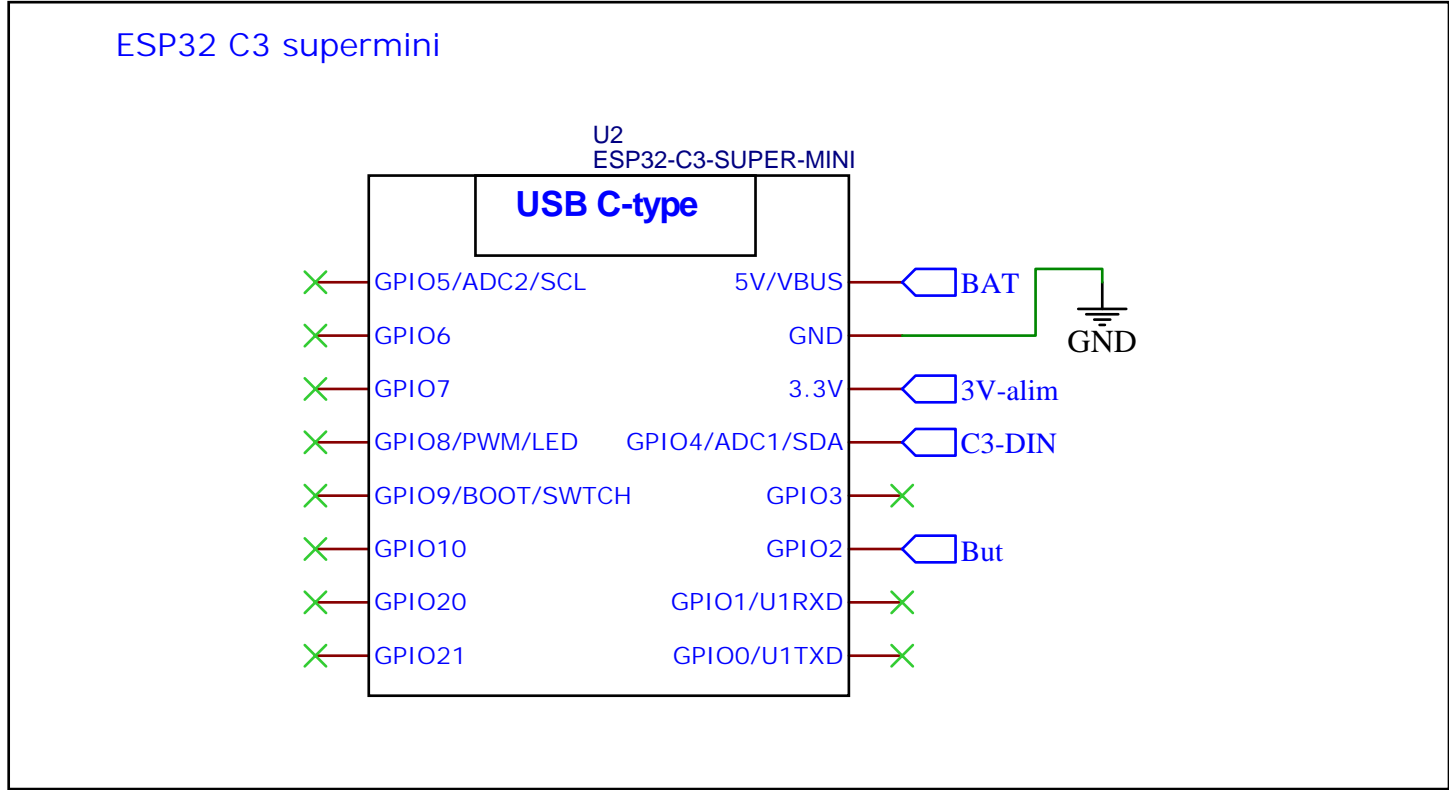 ESP32 C3 supermini
U2
ESP32-C3-SUPER-MINI
USB C-type
GPIO5/ADC2/SCL 5V/VBUS BAT
GPIO6 GND GND
GPIO7 3.3V 3V-alim
GPIO8/PWM/LED GPIO4/ADC1/SDA C3-DIN
GPIO9/BOOT/SWTCH GPIO3
GPIO10 GPIO2 But
GPIO20 GPIO1/U1RXD
GPIO21 GPIO0/U1TXD